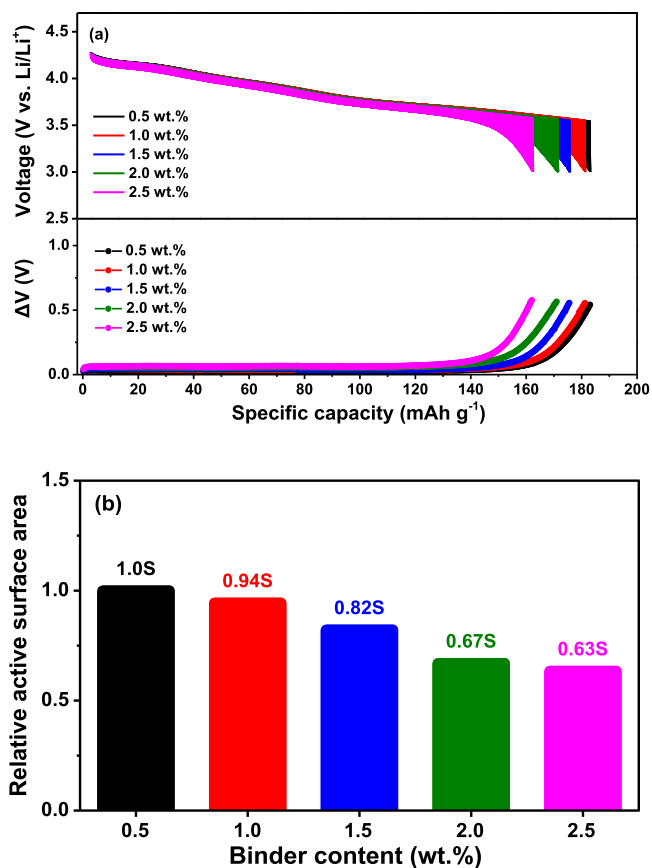 (a)
4.5
4.0
3.5
3.0
2.5
Voltage (V vs. Li/Li⁺)
0.5 wt.%
1.0 wt.%
1.5 wt.%
2.0 wt.%
2.5 wt.%
1.0
0.5
0.0
ΔV (V)
0.5 wt.%
1.0 wt.%
1.5 wt.%
2.0 wt.%
2.5 wt.%
0 20 40 60 80 100 120 140 160 180 200
Specific capacity (mAh g⁻¹)
(b)
1.5
1.0
0.5
0.0
Relative active surface area
1.0S
0.94S
0.82S
0.67S
0.63S
0.5 1.0 1.5 2.0 2.5
Binder content (wt.%)